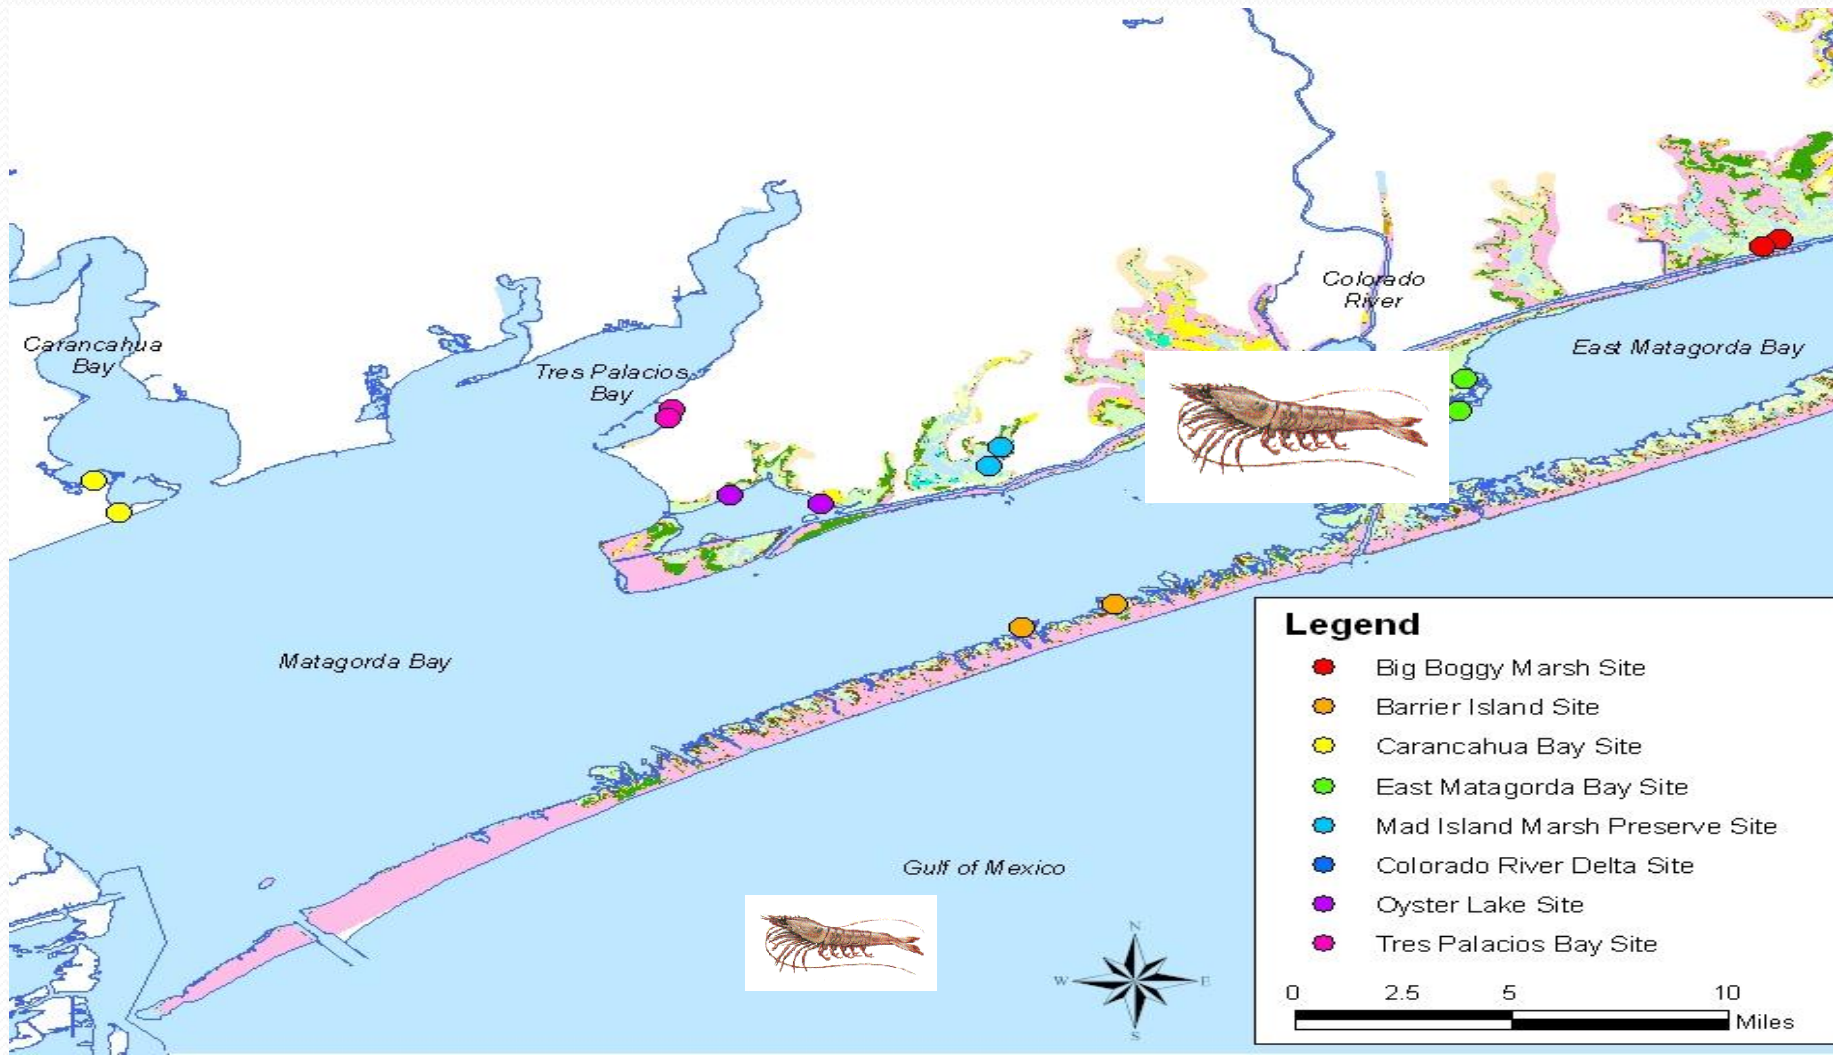 Colorado
River
Carancahua
Bay
Tres Palacios
Bay
East Matagorda Bay
Matagorda Bay
Gulf of Mexico
N
W
E
S
Legend
Big Boggy Marsh Site
Barrier Island Site
Carancahua Bay Site
East Matagorda Bay Site
Mad Island Marsh Preserve Site
Colorado River Delta Site
Oyster Lake Site
Tres Palacios Bay Site
0 2.5 5 10
Miles